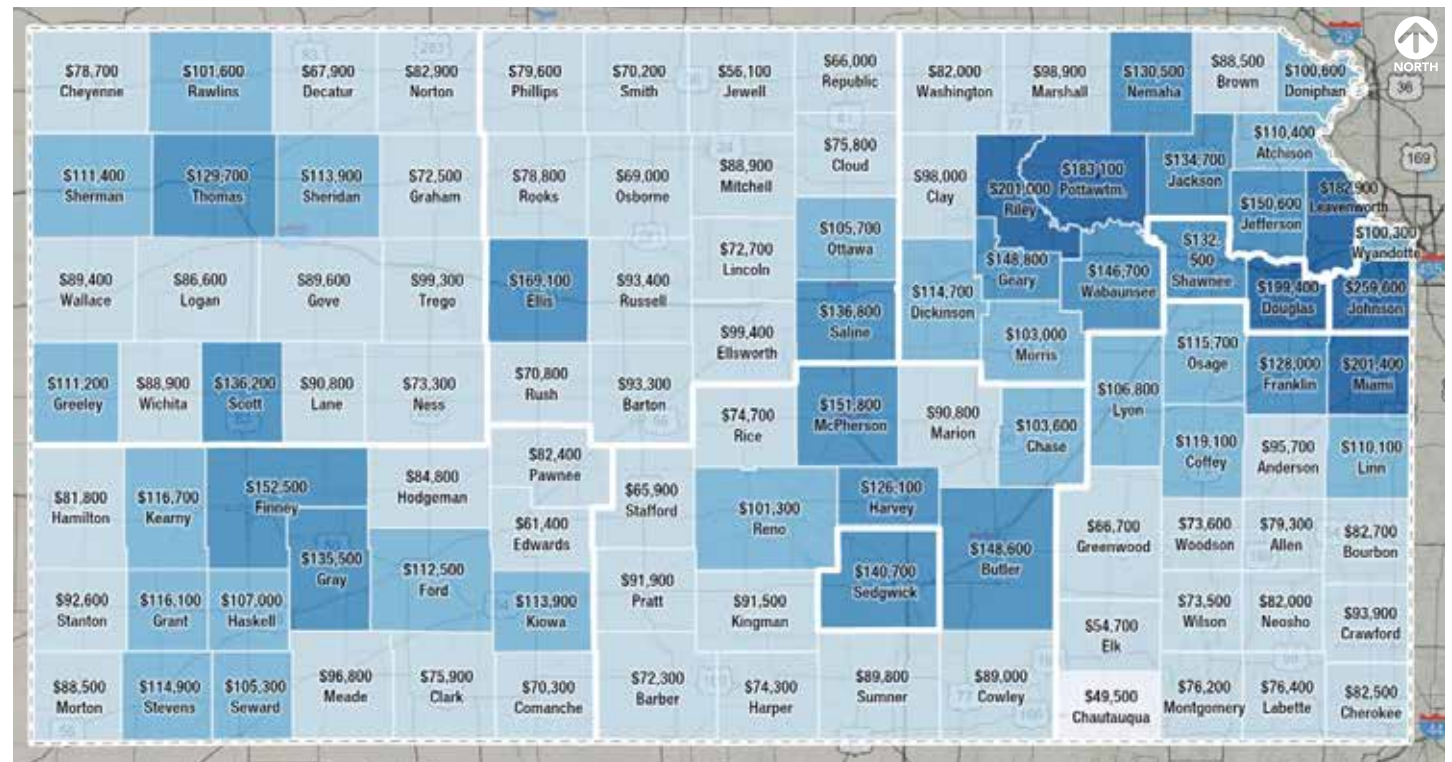 NORTH
$78,700
Cheyenne
$101,600
Rawlins
83
$67,900
Decatur
283
$82,900
Norton
$79,600
Phillips
$70,200
Smith
$56,100
Jewell
$66,000
Republic
$82,000
Washington
$98,900
Marshall
$130,500
Nemaha
$88,500
Brown
$100,600
Doniphan
36
$111,400
Sherman
$129,700
Thomas
$113,900
Sheridan
$72,500
Graham
$78,800
Rooks
$69,000
Osborne
$88,900
Mitchell
$75,800
Cloud
$98,000
Clay
77
$201,000
Riley
$183,100
Pottawtm.
$134,700
Jackson
$110,400
Atchison
169
$150,600
Jefferson
$182,900
Leavenworth
$100,300
Wyandotte
$89,400
Wallace
$86,600
Logan
$89,600
Gove
$99,300
Trego
$169,100
Ellis
$93,400
Russell
$72,700
Lincoln
$105,700
Ottawa
$136,800
Saline
$114,700
Dickinson
$148,800
Geary
$146,700
Wabaunsee
$132,
500
Shawnee
$199,400
Douglas
$259,600
Johnson
435
$99,400
Ellsworth
$103,000
Morris
$115,700
Osage
$128,000
Franklin
$201,400
Miami
$111,200
Greeley
$88,900
Wichita
$136,200
Scott
$90,800
Lane
$73,300
Ness
$70,800
Rush
$93,300
Barton
$74,700
Rice
$151,800
McPherson
$90,800
Marion
$103,600
Chase
$106,800
Lyon
$119,100
Coffey
$95,700
Anderson
$110,100
Linn
$81,800
Hamilton
$116,700
Kearny
$152,500
Finney
$84,800
Hodgeman
$82,400
Pawnee
$65,900
Stafford
$101,300
Reno
$126,100
Harvey
$148,600
Butler
$66,700
Greenwood
$73,600
Woodson
$79,300
Allen
$82,700
Bourbon
$135,500
Gray
$112,500
Ford
$61,400
Edwards
$140,700
Sedgwick
$92,600
Stanton
$116,100
Grant
$107,000
Haskell
$113,900
Kiowa
$91,900
Pratt
$91,500
Kingman
$54,700
Elk
$73,500
Wilson
$82,000
Neosho
$93,900
Crawford
$88,500
Morton
$114,900
Stevens
$105,300
Seward
$96,800
Meade
$75,900
Clark
$70,300
Comanche
$72,300
Barber
$74,300
Harper
$89,800
Sumner
77
$89,000
Cowley
166
$49,500
Chautauqua
$76,200
Montgomery
$76,400
Labette
$82,500
Cherokee
44